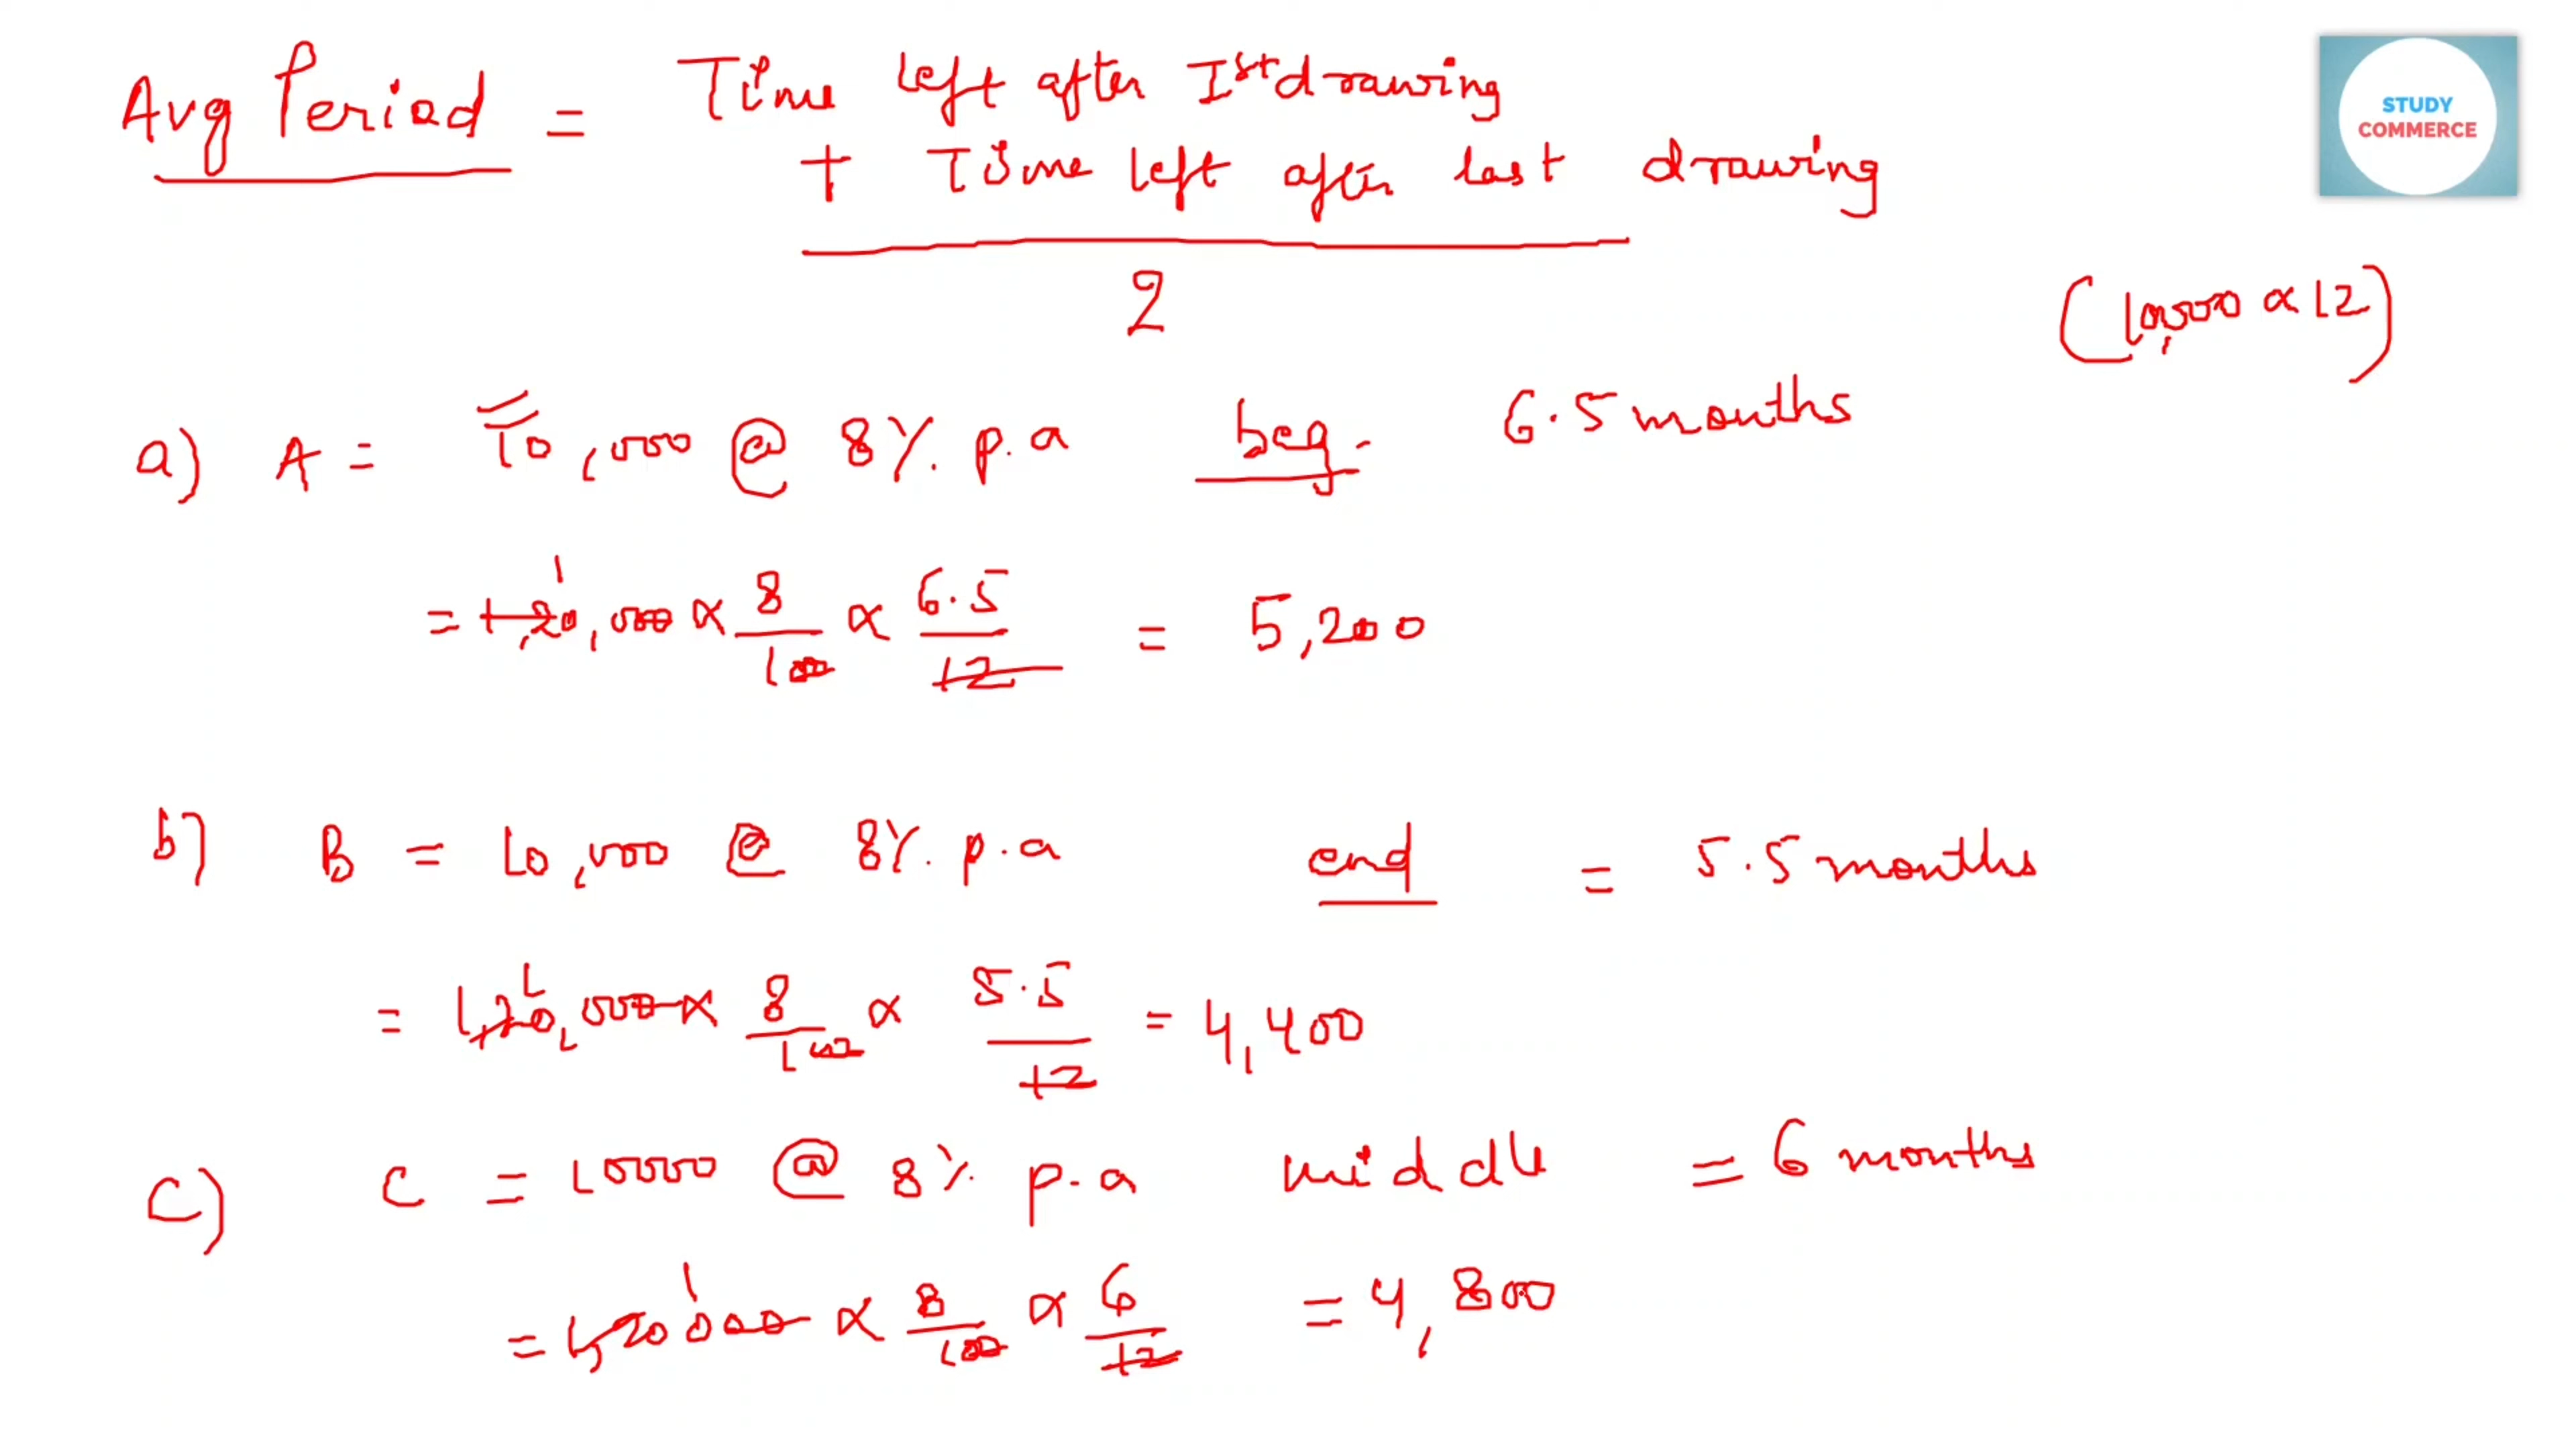 Avg Period = Time left after Ist drawing
+ Time left after last drawing
2
STUDY
COMMERCE
(10,000 x 12)
a) A = 10,000 @ 8% p.a beg. 6.5 months
= 1,20,000 x 8/100 x 6.5/12 = 5,200
b) B = 10,000 @ 8% p.a end = 5.5 months
= 1,20,000 x 8/100 x 5.5/12 = 4,400
c) C = 10000 @ 8% p.a middle = 6 months
= 1,20000 x 8/100 x 6/12 = 4,800